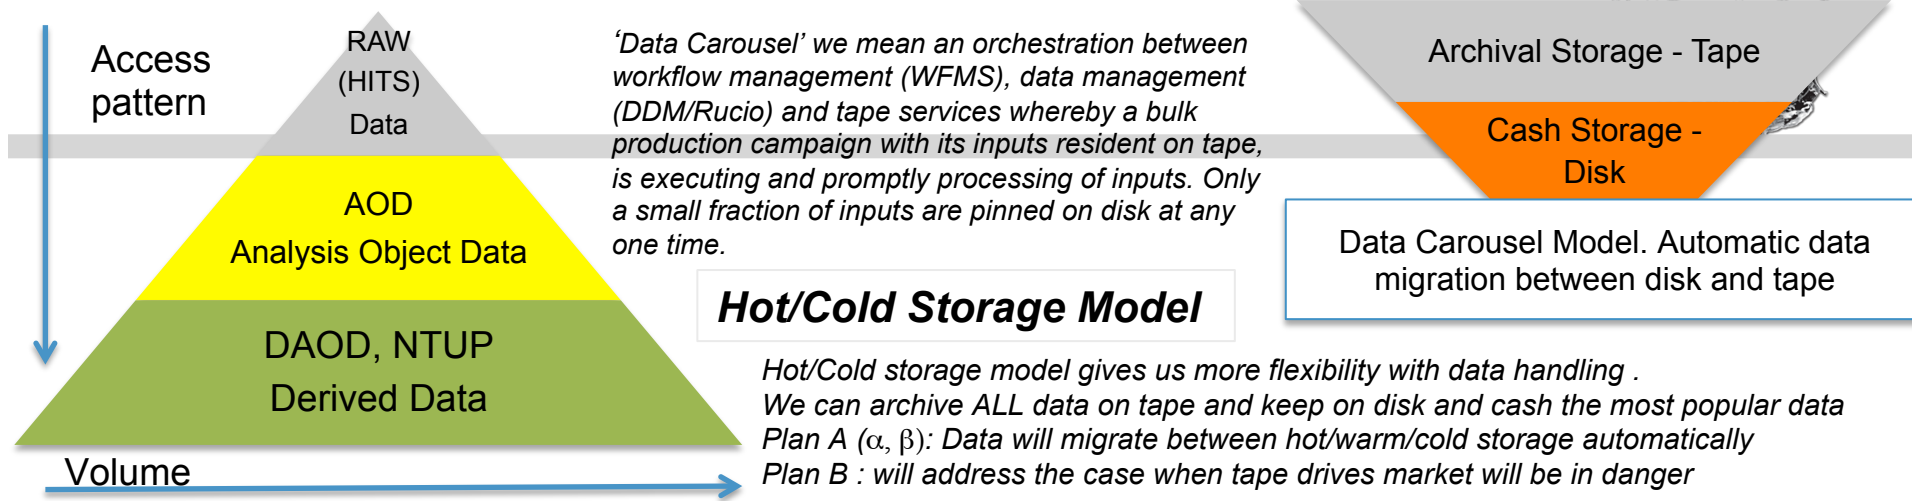 Access
pattern
RAW
(HITS)
Data
AOD
Analysis Object Data
DAOD, NTUP
Derived Data
Volume
‘Data Carousel’ we mean an orchestration between
workflow management (WFMS), data management
(DDM/Rucio) and tape services whereby a bulk
production campaign with its inputs resident on tape,
is executing and promptly processing of inputs. Only
a small fraction of inputs are pinned on disk at any
one time.
Archival Storage - Tape
Cash Storage -
Disk
Data Carousel Model. Automatic data
migration between disk and tape
Hot/Cold Storage Model
Hot/Cold storage model gives us more flexibility with data handling .
We can archive ALL data on tape and keep on disk and cash the most popular data
Plan A (α, β): Data will migrate between hot/warm/cold storage automatically
Plan B : will address the case when tape drives market will be in danger